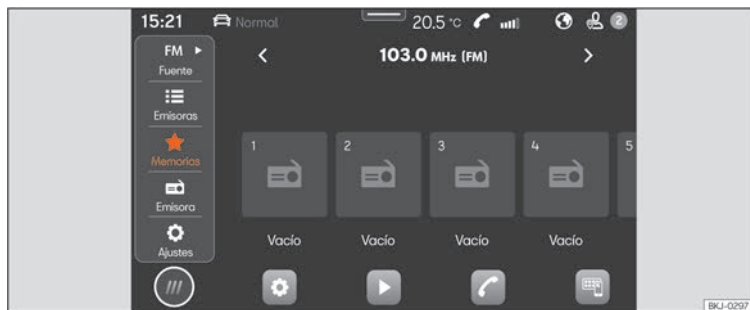 15:21 Normal 20.5 °C 2
FM
Fuente
Emisoras
Memorias
Emisora
Ajustes
103.0 MHz (FM)
1 2 3 4 5
Vacío Vacío Vacío Vacío
BKJ-0297